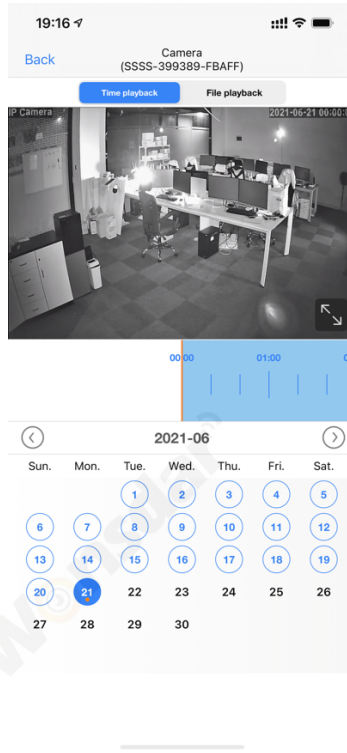 19:16
Back
Camera
(SSSS-399389-FBAFF)
Time playback
File playback
IP Camera
2021-06-21 00:00:
00:00
01:00
2021-06
Sun. Mon. Tue. Wed. Thu. Fri. Sat.
1 2 3 4 5
6 7 8 9 10 11 12
13 14 15 16 17 18 19
20 21 22 23 24 25 26
27 28 29 30
wonsdar